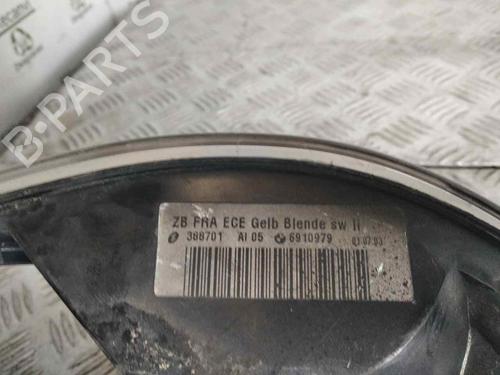 B-PARTS
ZB FRA ECE Gelb Blende sw li
388701 AI 05 6910979